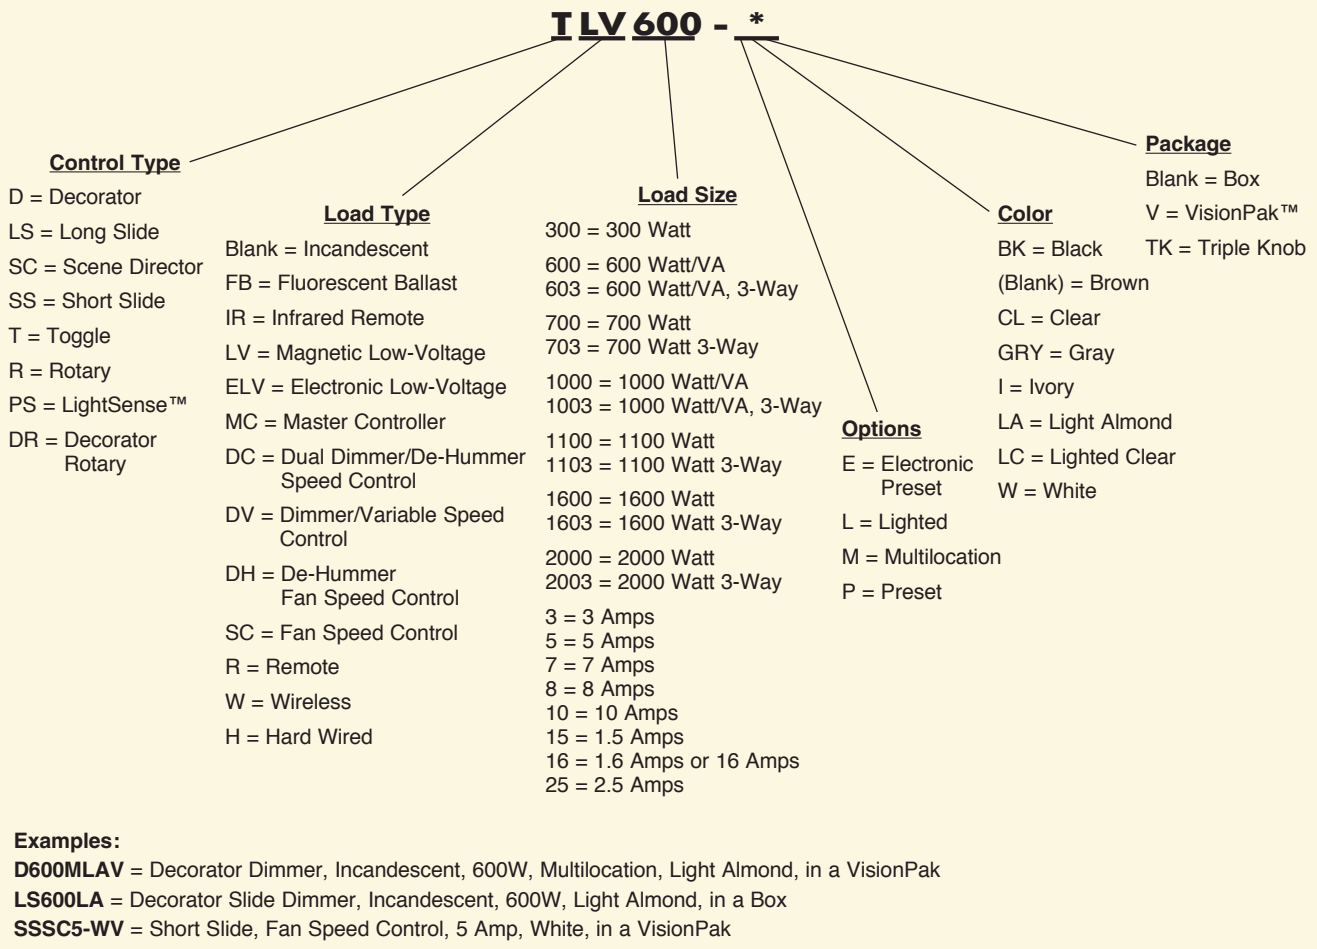 TLV600 - *
Control Type
D = Decorator
LS = Long Slide
SC = Scene Director
SS = Short Slide
T = Toggle
R = Rotary
PS = LightSense™
DR = Decorator
Rotary
Load Type
Blank = Incandescent
FB = Fluorescent Ballast
IR = Infrared Remote
LV = Magnetic Low-Voltage
ELV = Electronic Low-Voltage
MC = Master Controller
DC = Dual Dimmer/De-Hummer
Speed Control
DV = Dimmer/Variable Speed
Control
DH = De-Hummer
Fan Speed Control
SC = Fan Speed Control
R = Remote
W = Wireless
H = Hard Wired
Load Size
300 = 300 Watt
600 = 600 Watt/VA
603 = 600 Watt/VA, 3-Way
700 = 700 Watt
703 = 700 Watt 3-Way
1000 = 1000 Watt/VA
1003 = 1000 Watt/VA, 3-Way
1100 = 1100 Watt
1103 = 1100 Watt 3-Way
1600 = 1600 Watt
1603 = 1600 Watt 3-Way
2000 = 2000 Watt
2003 = 2000 Watt 3-Way
3 = 3 Amps
5 = 5 Amps
7 = 7 Amps
8 = 8 Amps
10 = 10 Amps
15 = 1.5 Amps
16 = 1.6 Amps or 16 Amps
25 = 2.5 Amps
Options
E = Electronic
Preset
L = Lighted
M = Multilocation
P = Preset
Color
BK = Black
(Blank) = Brown
CL = Clear
GRY = Gray
I = Ivory
LA = Light Almond
LC = Lighted Clear
W = White
Package
Blank = Box
V = VisionPak™
TK = Triple Knob
Examples:
D600MLAV = Decorator Dimmer, Incandescent, 600W, Multilocation, Light Almond, in a VisionPak
LS600LA = Decorator Slide Dimmer, Incandescent, 600W, Light Almond, in a Box
SSSC5-WV = Short Slide, Fan Speed Control, 5 Amp, White, in a VisionPak